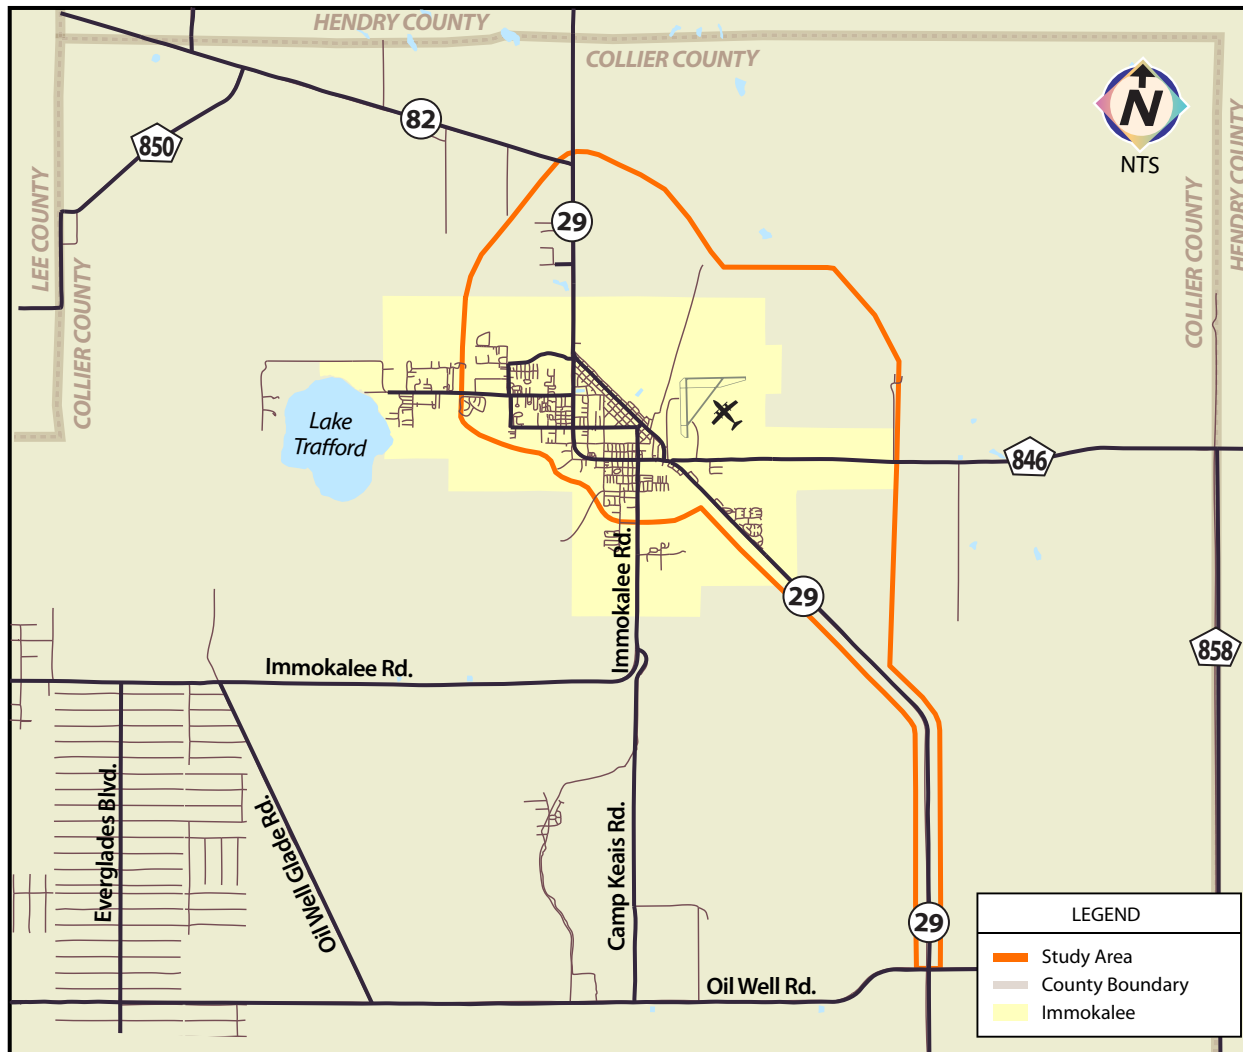 HENDRY COUNTY
COLLIER COUNTY
82
850
N
NTS
LEE COUNTY
COLLIER COUNTY
29
COLLIER COUNTY
HENDRY COUNTY
Lake
Trafford
846
Immokalee Rd.
29
858
Immokalee Rd.
Everglades Blvd.
Oil Well Glade Rd.
Camp Keais Rd.
29
Oil Well Rd.
LEGEND
Study Area
County Boundary
Immokalee